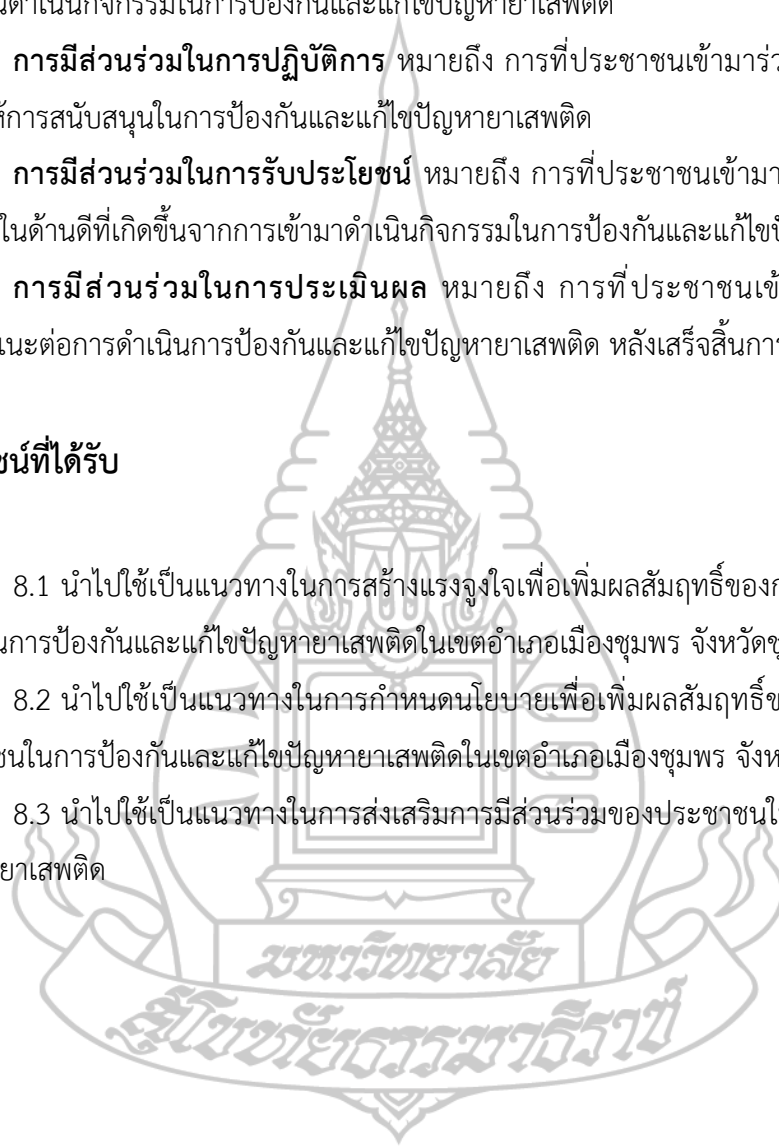 นดำเนินกิจกรรมในการป้องกันและแก้ไขปัญหายาเสพติด
การมีส่วนร่วมในการปฏิบัติการ หมายถึง การที่ประชาชนเข้ามาร่ว
ห้การสนับสนุนในการป้องกันและแก้ไขปัญหายาเสพติด
การมีส่วนร่วมในการรับประโยชน์ หมายถึง การที่ประชาชนเข้ามา
ในด้านดีที่เกิดขึ้นจากการเข้ามาดำเนินกิจกรรมในการป้องกันและแก้ไขปั
การมีส่วนร่วมในการประเมินผล หมายถึง การที่ประชาชนเข้
แนะต่อการดำเนินการป้องกันและแก้ไขปัญหายาเสพติด หลังเสร็จสิ้นการ
ชน์ที่ได้รับ
8.1 นำไปใช้เป็นแนวทางในการสร้างแรงจูงใจเพื่อเพิ่มผลสัมฤทธิ์ของก
นการป้องกันและแก้ไขปัญหายาเสพติดในเขตอำเภอเมืองชุมพร จังหวัดชุ
8.2 นำไปใช้เป็นแนวทางในการกำหนดนโยบายเพื่อเพิ่มผลสัมฤทธิ์ข
ชนในการป้องกันและแก้ไขปัญหายาเสพติดในเขตอำเภอเมืองชุมพร จังห
8.3 นำไปใช้เป็นแนวทางในการส่งเสริมการมีส่วนร่วมของประชาชนใ
ยาเสพติด
มหาวิทยาลัย
สุโขทัยธรรมาธิราช